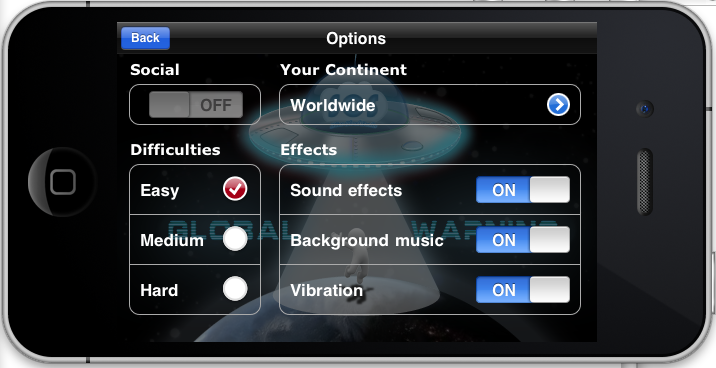 Back
Options
Social
Your Continent
OFF
Worldwide
Difficulties
Effects
Easy
Sound effects
ON
GLOBAL WARNING
Medium
Background music
ON
Hard
Vibration
ON